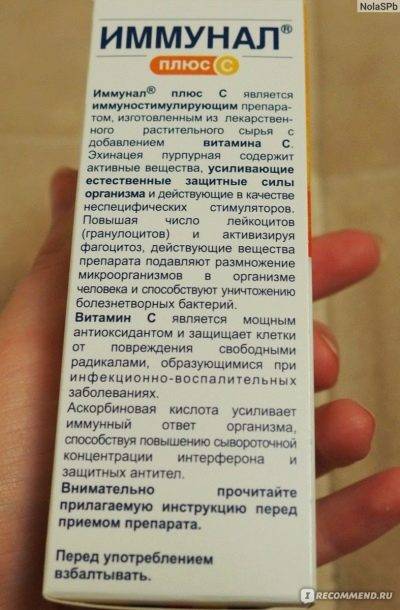 NolaSPb
ИММУНАЛ®
плюс C
Иммунал® плюс С является
иммуностимулирующим препара-
том, изготовленным из лекарствен-
ного растительного сырья с
добавлением витамина С.
Эхинацея пурпурная содержит
активные вещества, усиливающие
естественные защитные силы
организма и действующие в качестве
неспецифических стимуляторов.
Повышая число лейкоцитов
(гранулоцитов) и активизируя
фагоцитоз, действующие вещества
препарата подавляют размножение
микроорганизмов в организме
человека и способствуют уничтожению
болезнетворных бактерий.
Витамин С является мощным
антиоксидантом и защищает клетки
от повреждения свободными
радикалами, образующимися при
инфекционно-воспалительных
заболеваниях.
Аскорбиновая кислота усиливает
иммунный ответ организма,
способствуя повышению сывороточной
концентрации интерферона и
защитных антител.
Внимательно прочитайте
прилагаемую инструкцию перед
приемом препарата.
Перед употреблением
взбалтывать.
IRECOMMEND.RU